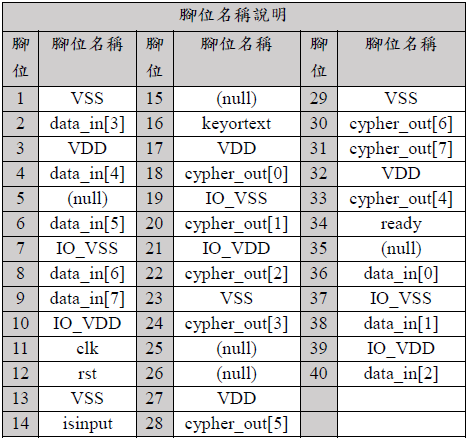 腳位名稱說明
腳位 腳位名稱 腳位 腳位名稱 腳位 腳位名稱
1 VSS 15 (null) 29 VSS
2 data_in[3] 16 keyortext 30 cypher_out[6]
3 VDD 17 VDD 31 cypher_out[7]
4 data_in[4] 18 cypher_out[0] 32 VDD
5 (null) 19 IO_VSS 33 cypher_out[4]
6 data_in[5] 20 cypher_out[1] 34 ready
7 IO_VSS 21 IO_VDD 35 (null)
8 data_in[6] 22 cypher_out[2] 36 data_in[0]
9 data_in[7] 23 VSS 37 IO_VSS
10 IO_VDD 24 cypher_out[3] 38 data_in[1]
11 clk 25 (null) 39 IO_VDD
12 rst 26 (null) 40 data_in[2]
13 VSS 27 VDD
14 isinput 28 cypher_out[5]